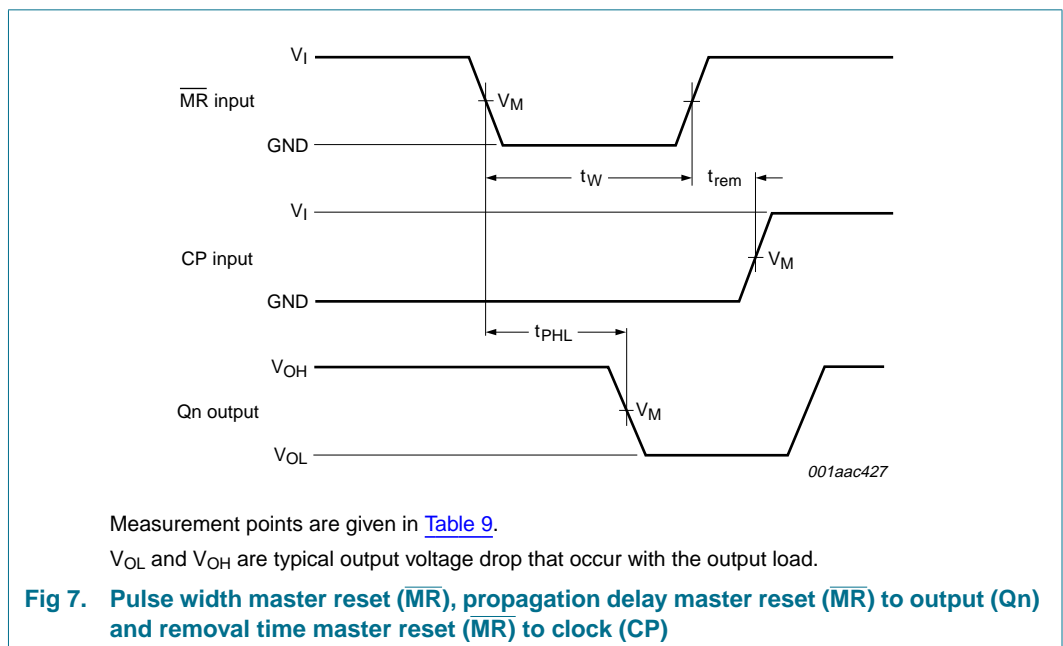 VI
MR input
VM
GND
tW
trem
VI
CP input
VM
GND
tPHL
VOH
Qn output
VM
VOL
001aac427
Measurement points are given in Table 9.
VOL and VOH are typical output voltage drop that occur with the output load.
Fig 7. Pulse width master reset (MR), propagation delay master reset (MR) to output (Qn)
and removal time master reset (MR) to clock (CP)